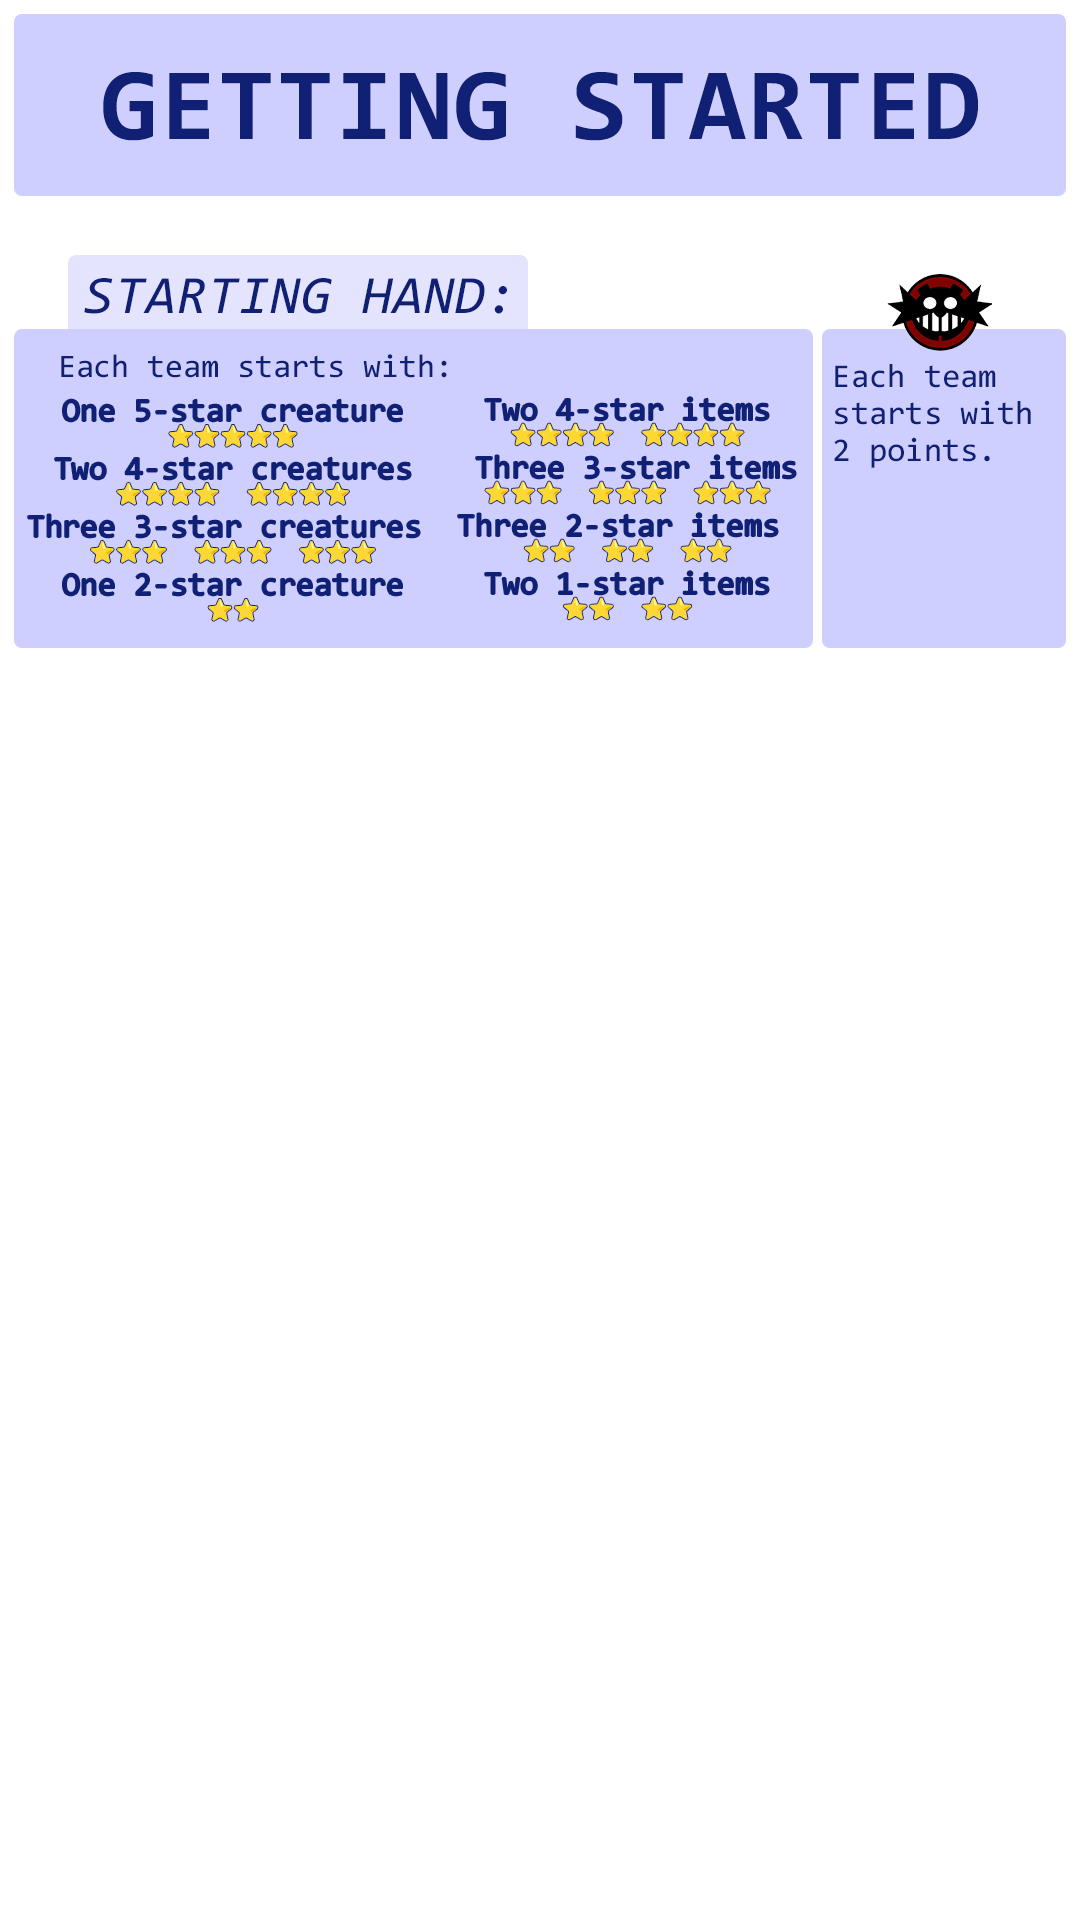 GETTING STARTED
STARTING HAND:
Each team starts with:
One 5-star creature
⭐⭐⭐⭐⭐
Two 4-star creatures
⭐⭐⭐⭐ ⭐⭐⭐⭐
Three 3-star creatures
⭐⭐⭐ ⭐⭐⭐ ⭐⭐⭐
One 2-star creature
⭐⭐
Two 4-star items
⭐⭐⭐⭐ ⭐⭐⭐⭐
Three 3-star items
⭐⭐⭐ ⭐⭐⭐ ⭐⭐⭐
Three 2-star items
⭐⭐ ⭐⭐ ⭐⭐
Two 1-star items
⭐⭐ ⭐⭐
Each team
starts with
2 points.